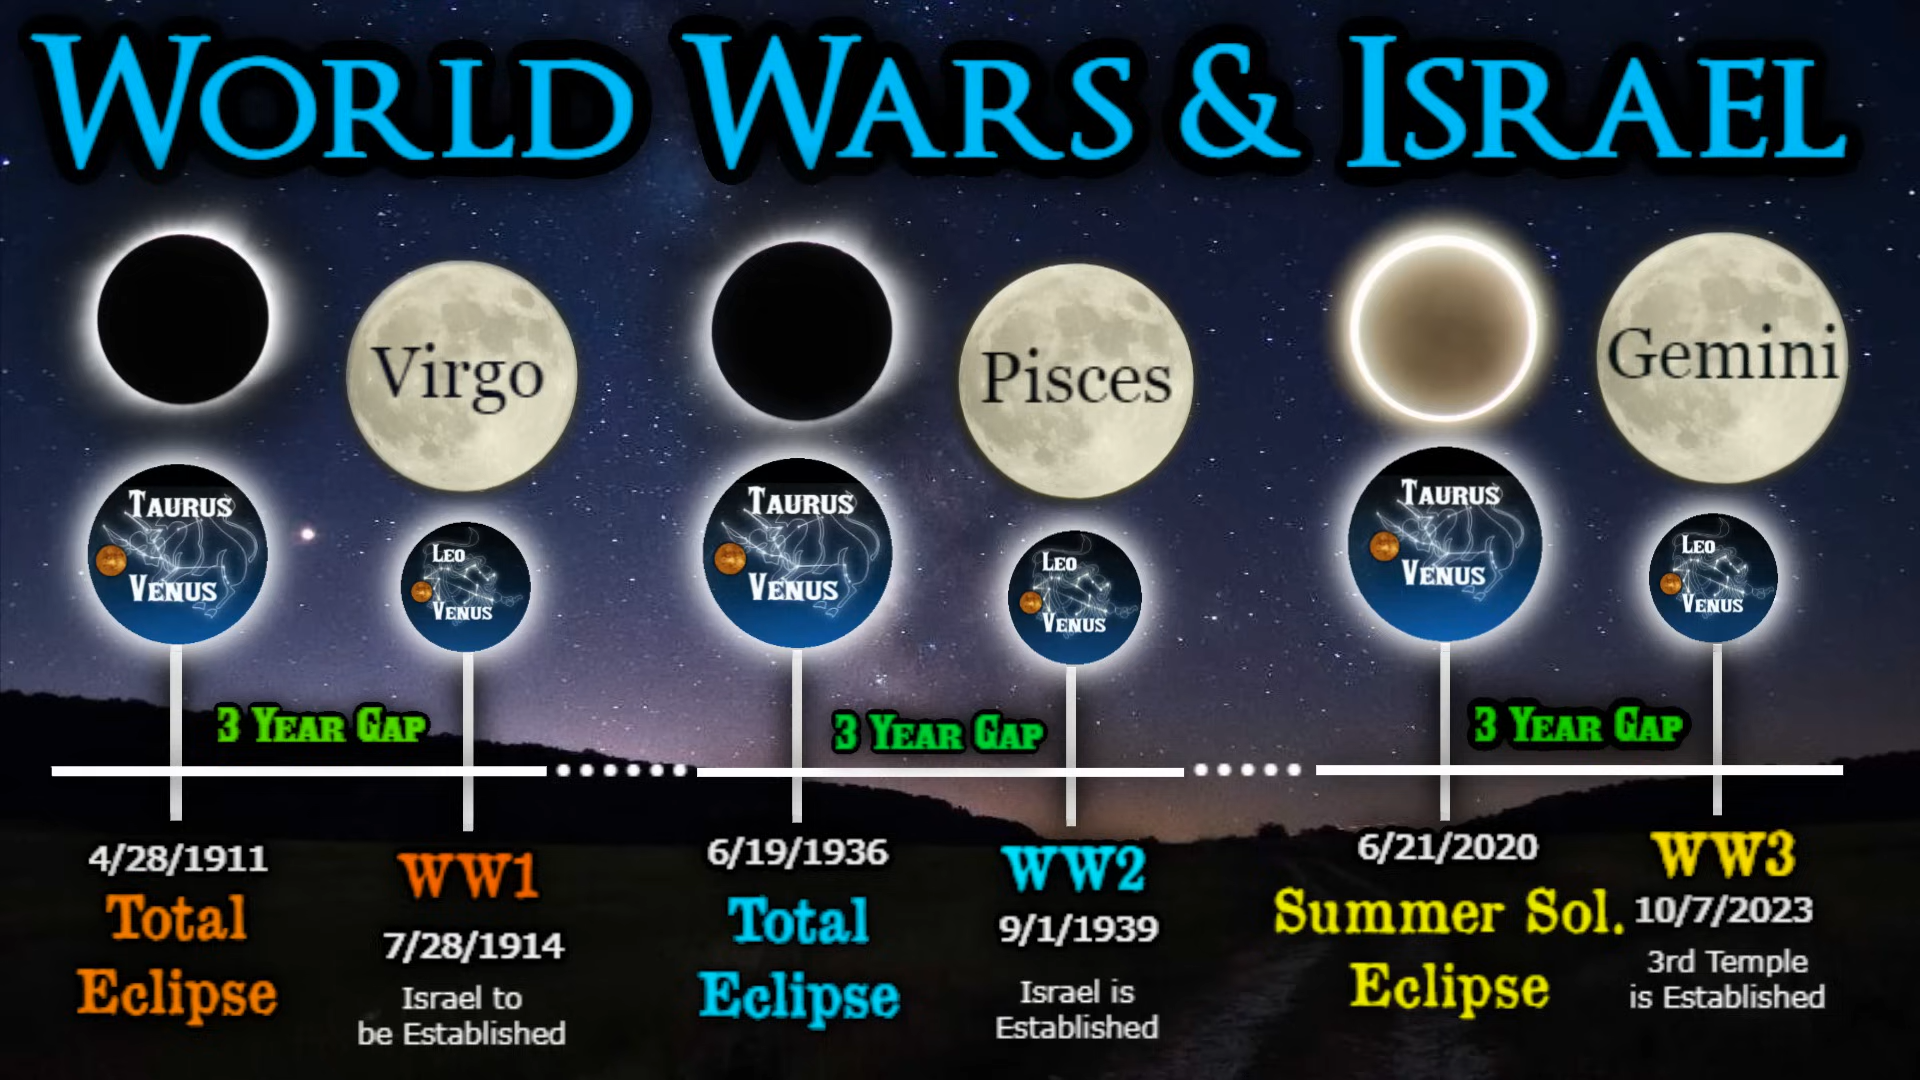 World Wars & Israel
Virgo
Taurus
Venus
Leo
Venus
Pisces
Taurus
Venus
Leo
Venus
Gemini
Taurus
Venus
Leo
Venus
3 Year Gap
3 Year Gap
3 Year Gap
4/28/1911
Total
Eclipse
WW1
7/28/1914
Israel to
be Established
6/19/1936
Total
Eclipse
WW2
9/1/1939
Israel is
Established
6/21/2020
Summer Sol.
Eclipse
WW3
10/7/2023
3rd Temple
is Established